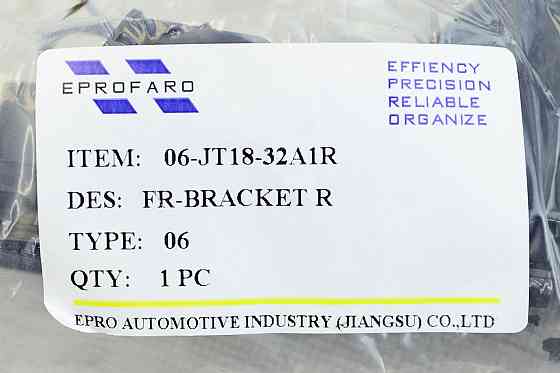 EPROFARO
EFFIENCY
PRECISION
RELIABLE
ORGANIZE
ITEM: 06-JT18-32A1R
DES: FR-BRACKET R
TYPE: 06
QTY: 1 PC
EPRO AUTOMOTIVE INDUSTRY (JIANGSU) CO.,LTD